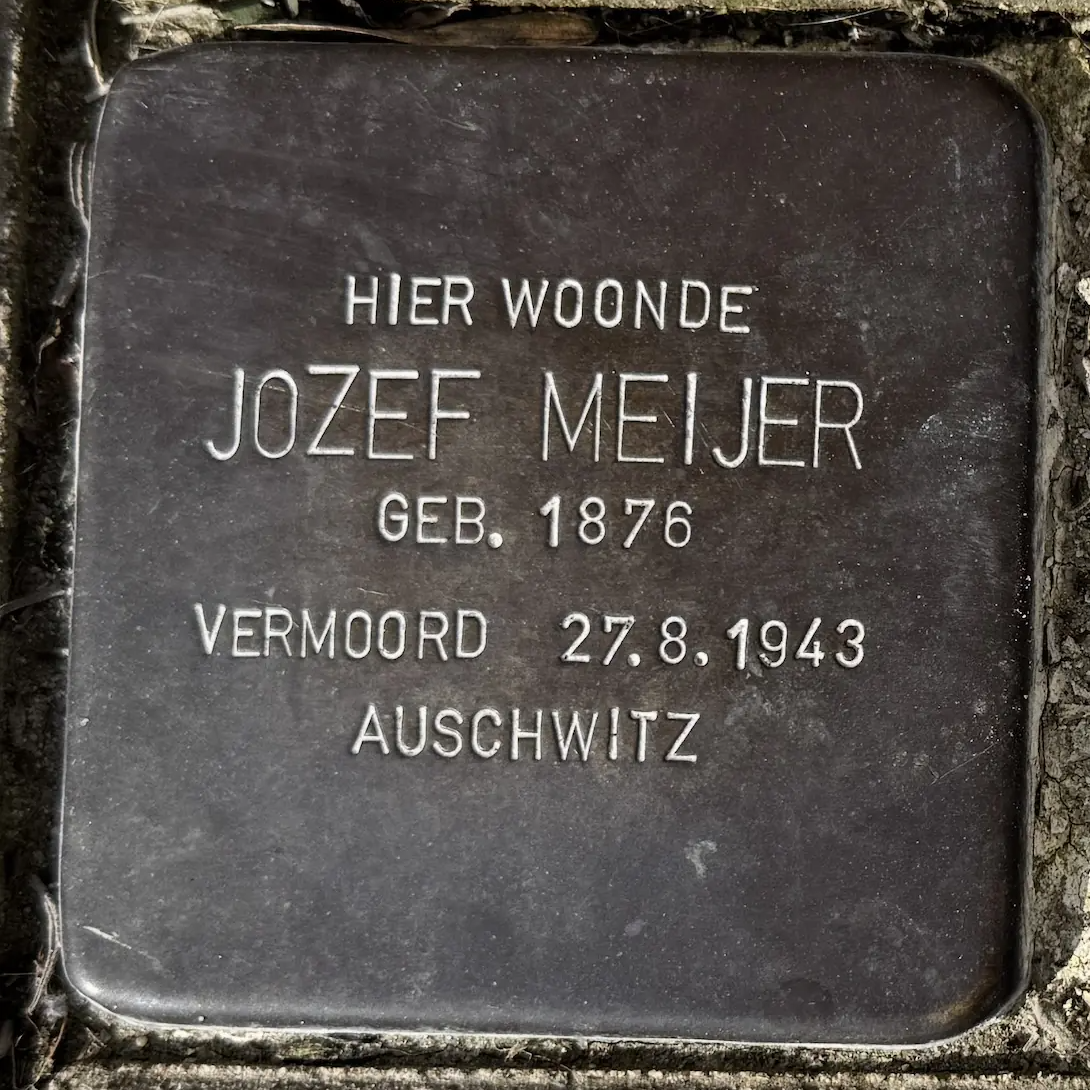 HIER WOONDE
JOZEF MEIJER
GEB. 1876
VERMOORD 27.8.1943
AUSCHWITZ